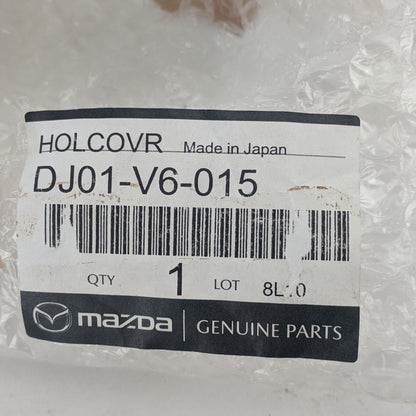 HOLCOVR Made in Japan
DJ01-V6-015
QTY 1 LOT
mazda GENUINE PARTS